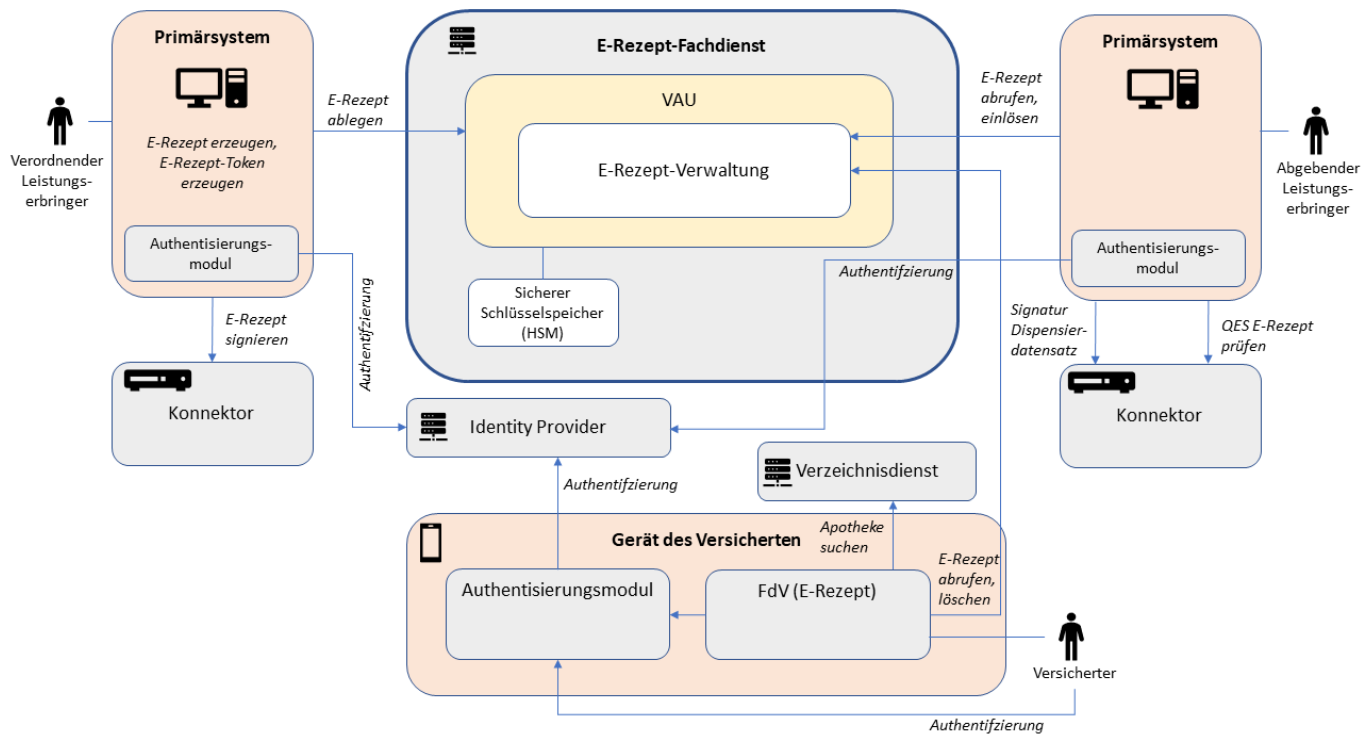 Primärsystem
E-Rezept erzeugen,
E-Rezept-Token
erzeugen
Authentisierungs-
modul
Verordnender
Leistungs-
erbringer
E-Rezept
ablegen
E-Rezept
signieren
Konnektor
Authentifzierung
E-Rezept-Fachdienst
VAU
E-Rezept-Verwaltung
Sicherer
Schlüsselspeicher
(HSM)
E-Rezept
abrufen,
einlösen
Primärsystem
Authentisierungs-
modul
Abgebender
Leistungs-
erbringer
Authentifzierung
Signatur
Dispensier-
datensatz
QES E-Rezept
prüfen
Konnektor
Identity Provider
Authentifzierung
Verzeichnisdienst
Apotheke
suchen
Gerät des Versicherten
Authentisierungsmodul
FdV (E-Rezept)
E-Rezept
abrufen,
löschen
Versicherter
Authentifzierung